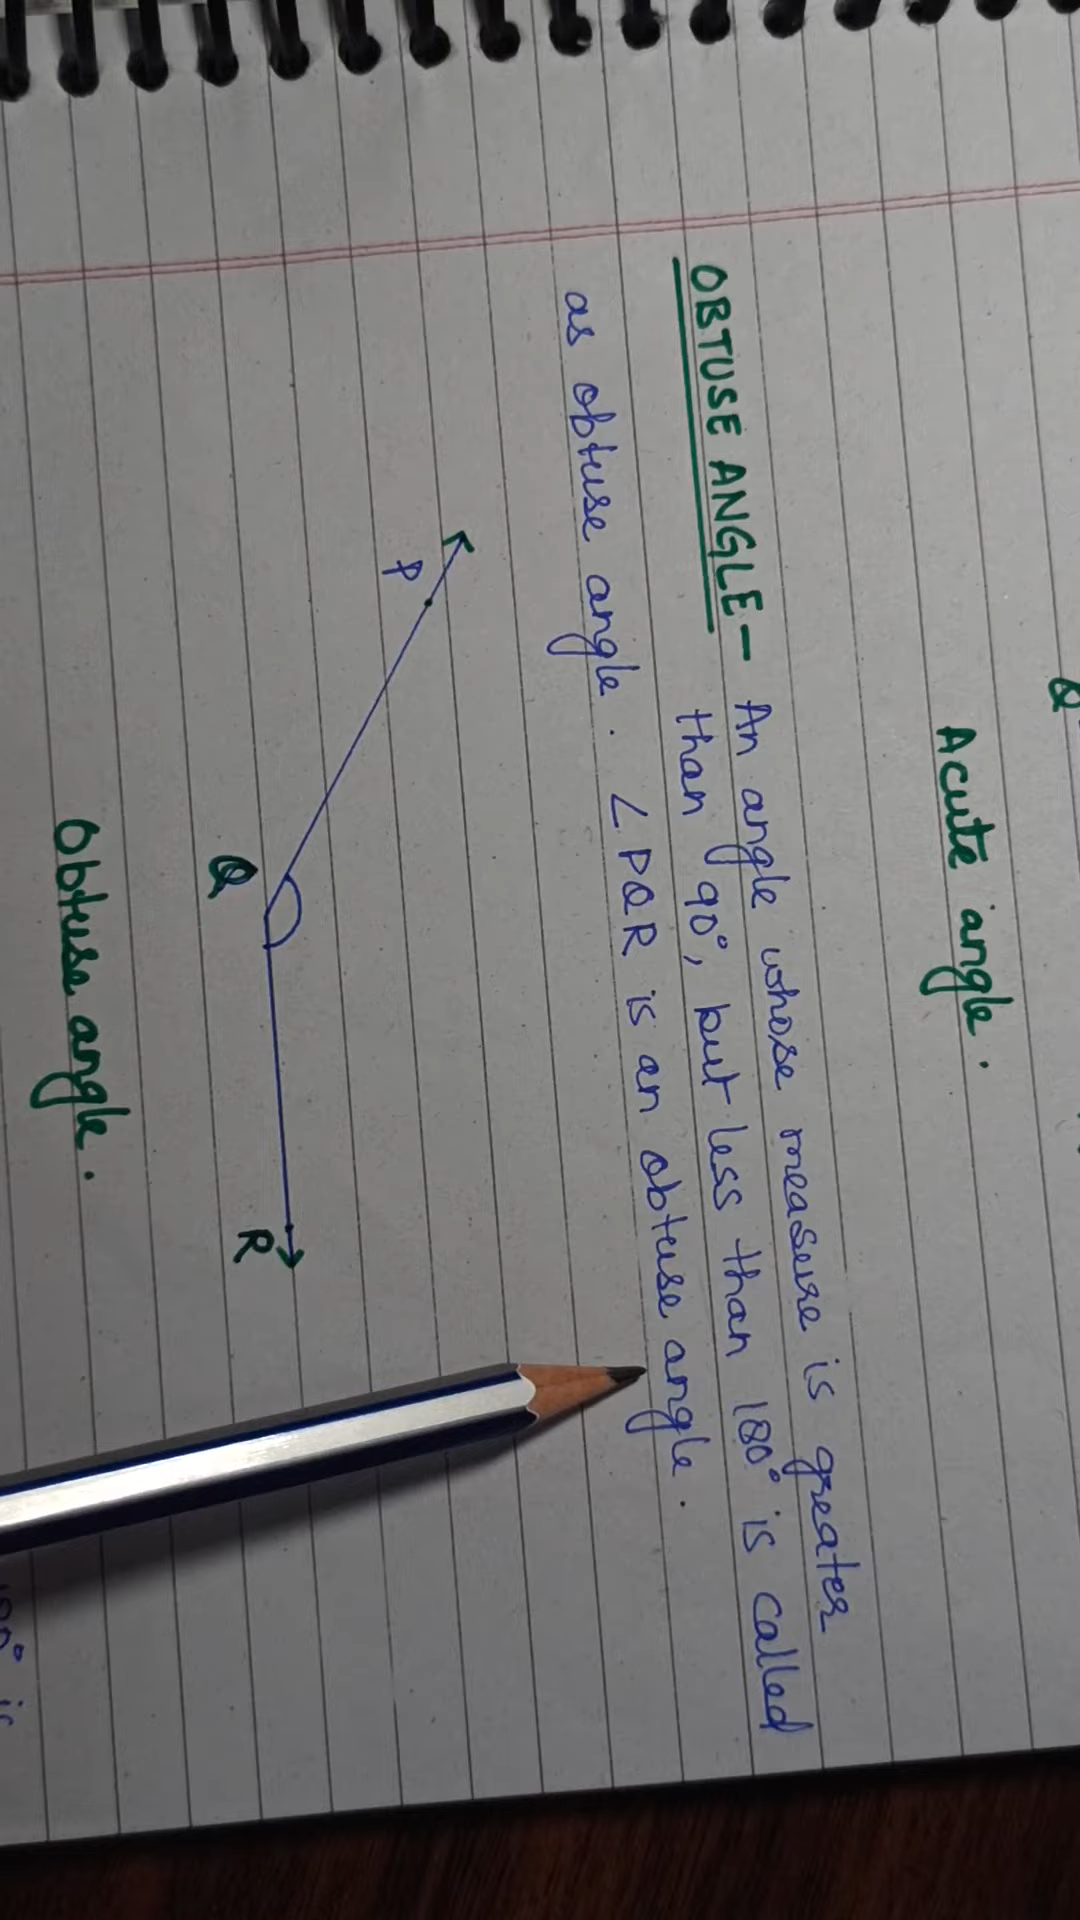 Q
Acute angle.
OBTUSE ANGLE- An angle whose measure is greater
than 90°, but less than 180° is called
as obtuse angle. ∠PQR is an obtuse angle.
P
Q
R
Obtuse angle.
is